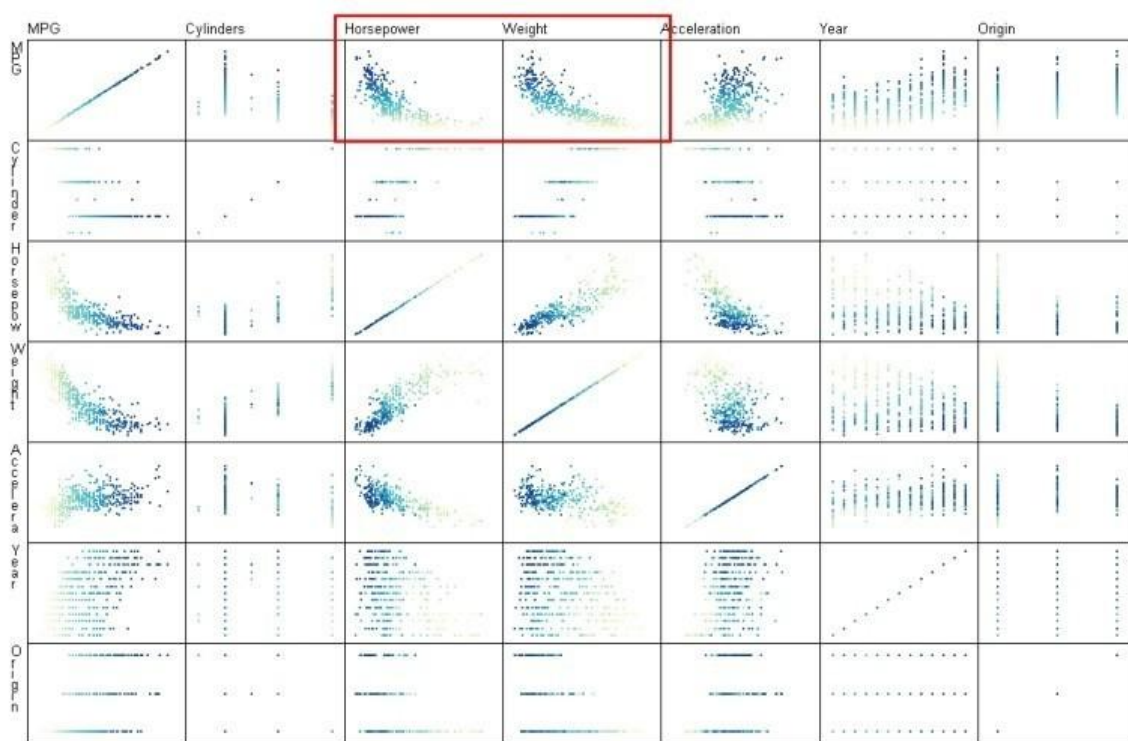 MPG Cylinders Horsepower Weight Acceleration Year Origin
MPG
Cylinder
Horsepow
Weight
Accelera
Year
Origin